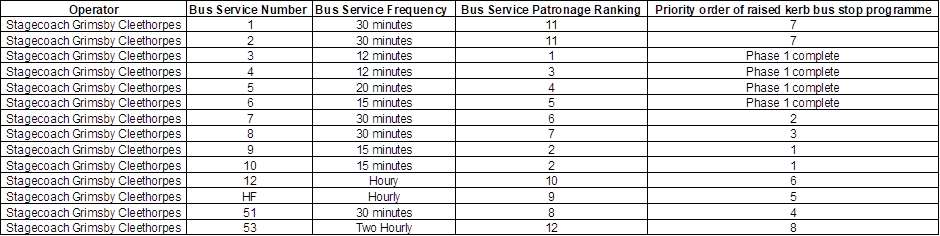 Operator Bus Service Number Bus Service Frequency Bus Service Patronage Ranking Priority order of raised kerb bus stop programme
Stagecoach Grimsby Cleethorpes 1 30 minutes 11 7
Stagecoach Grimsby Cleethorpes 2 30 minutes 11 7
Stagecoach Grimsby Cleethorpes 3 12 minutes 1 Phase 1 complete
Stagecoach Grimsby Cleethorpes 4 12 minutes 3 Phase 1 complete
Stagecoach Grimsby Cleethorpes 5 20 minutes 4 Phase 1 complete
Stagecoach Grimsby Cleethorpes 6 15 minutes 5 Phase 1 complete
Stagecoach Grimsby Cleethorpes 7 30 minutes 6 2
Stagecoach Grimsby Cleethorpes 8 30 minutes 7 3
Stagecoach Grimsby Cleethorpes 9 15 minutes 2 1
Stagecoach Grimsby Cleethorpes 10 15 minutes 2 1
Stagecoach Grimsby Cleethorpes 12 Houry 10 6
Stagecoach Grimsby Cleethorpes HF Hourly 9 5
Stagecoach Grimsby Cleethorpes 51 30 minutes 8 4
Stagecoach Grimsby Cleethorpes 53 Two Hourly 12 8